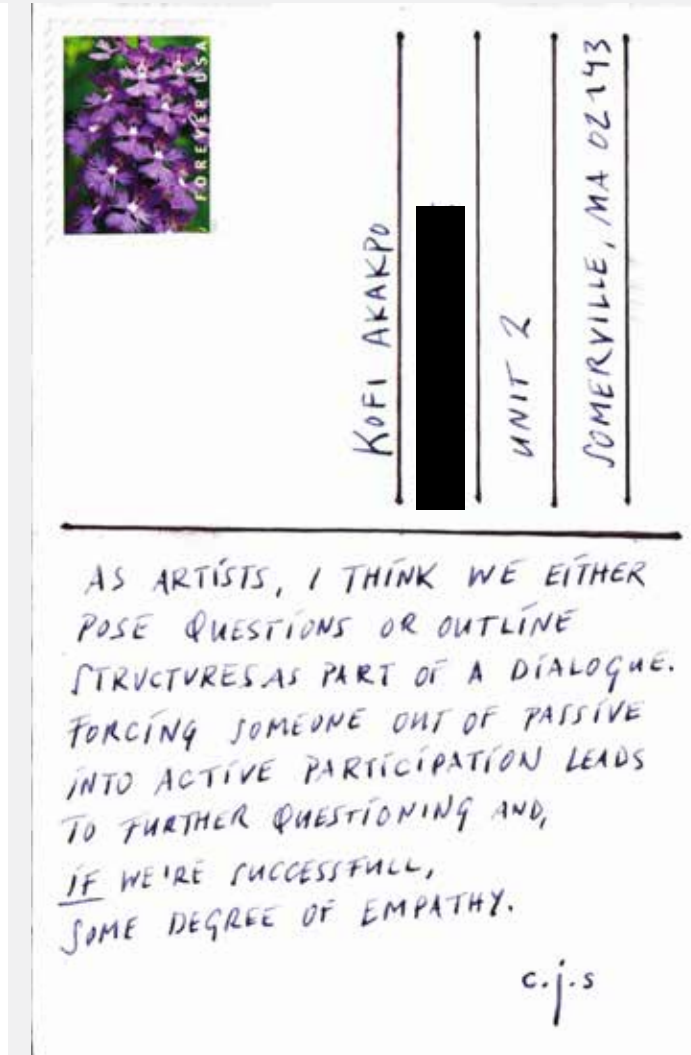 FOREVER USA
KOFI AKAKPO
UNIT 2
SOMERVILLE, MA 02143
AS ARTISTS, I THINK WE EITHER
POSE QUESTIONS OR OUTLINE
STRUCTURES AS PART OF A DIALOGUE.
FORCING SOMEONE OUT OF PASSIVE
INTO ACTIVE PARTICIPATION LEADS
TO FURTHER QUESTIONING AND,
IF WE'RE SUCCESSFULL,
SOME DEGREE OF EMPATHY.
c.j.s